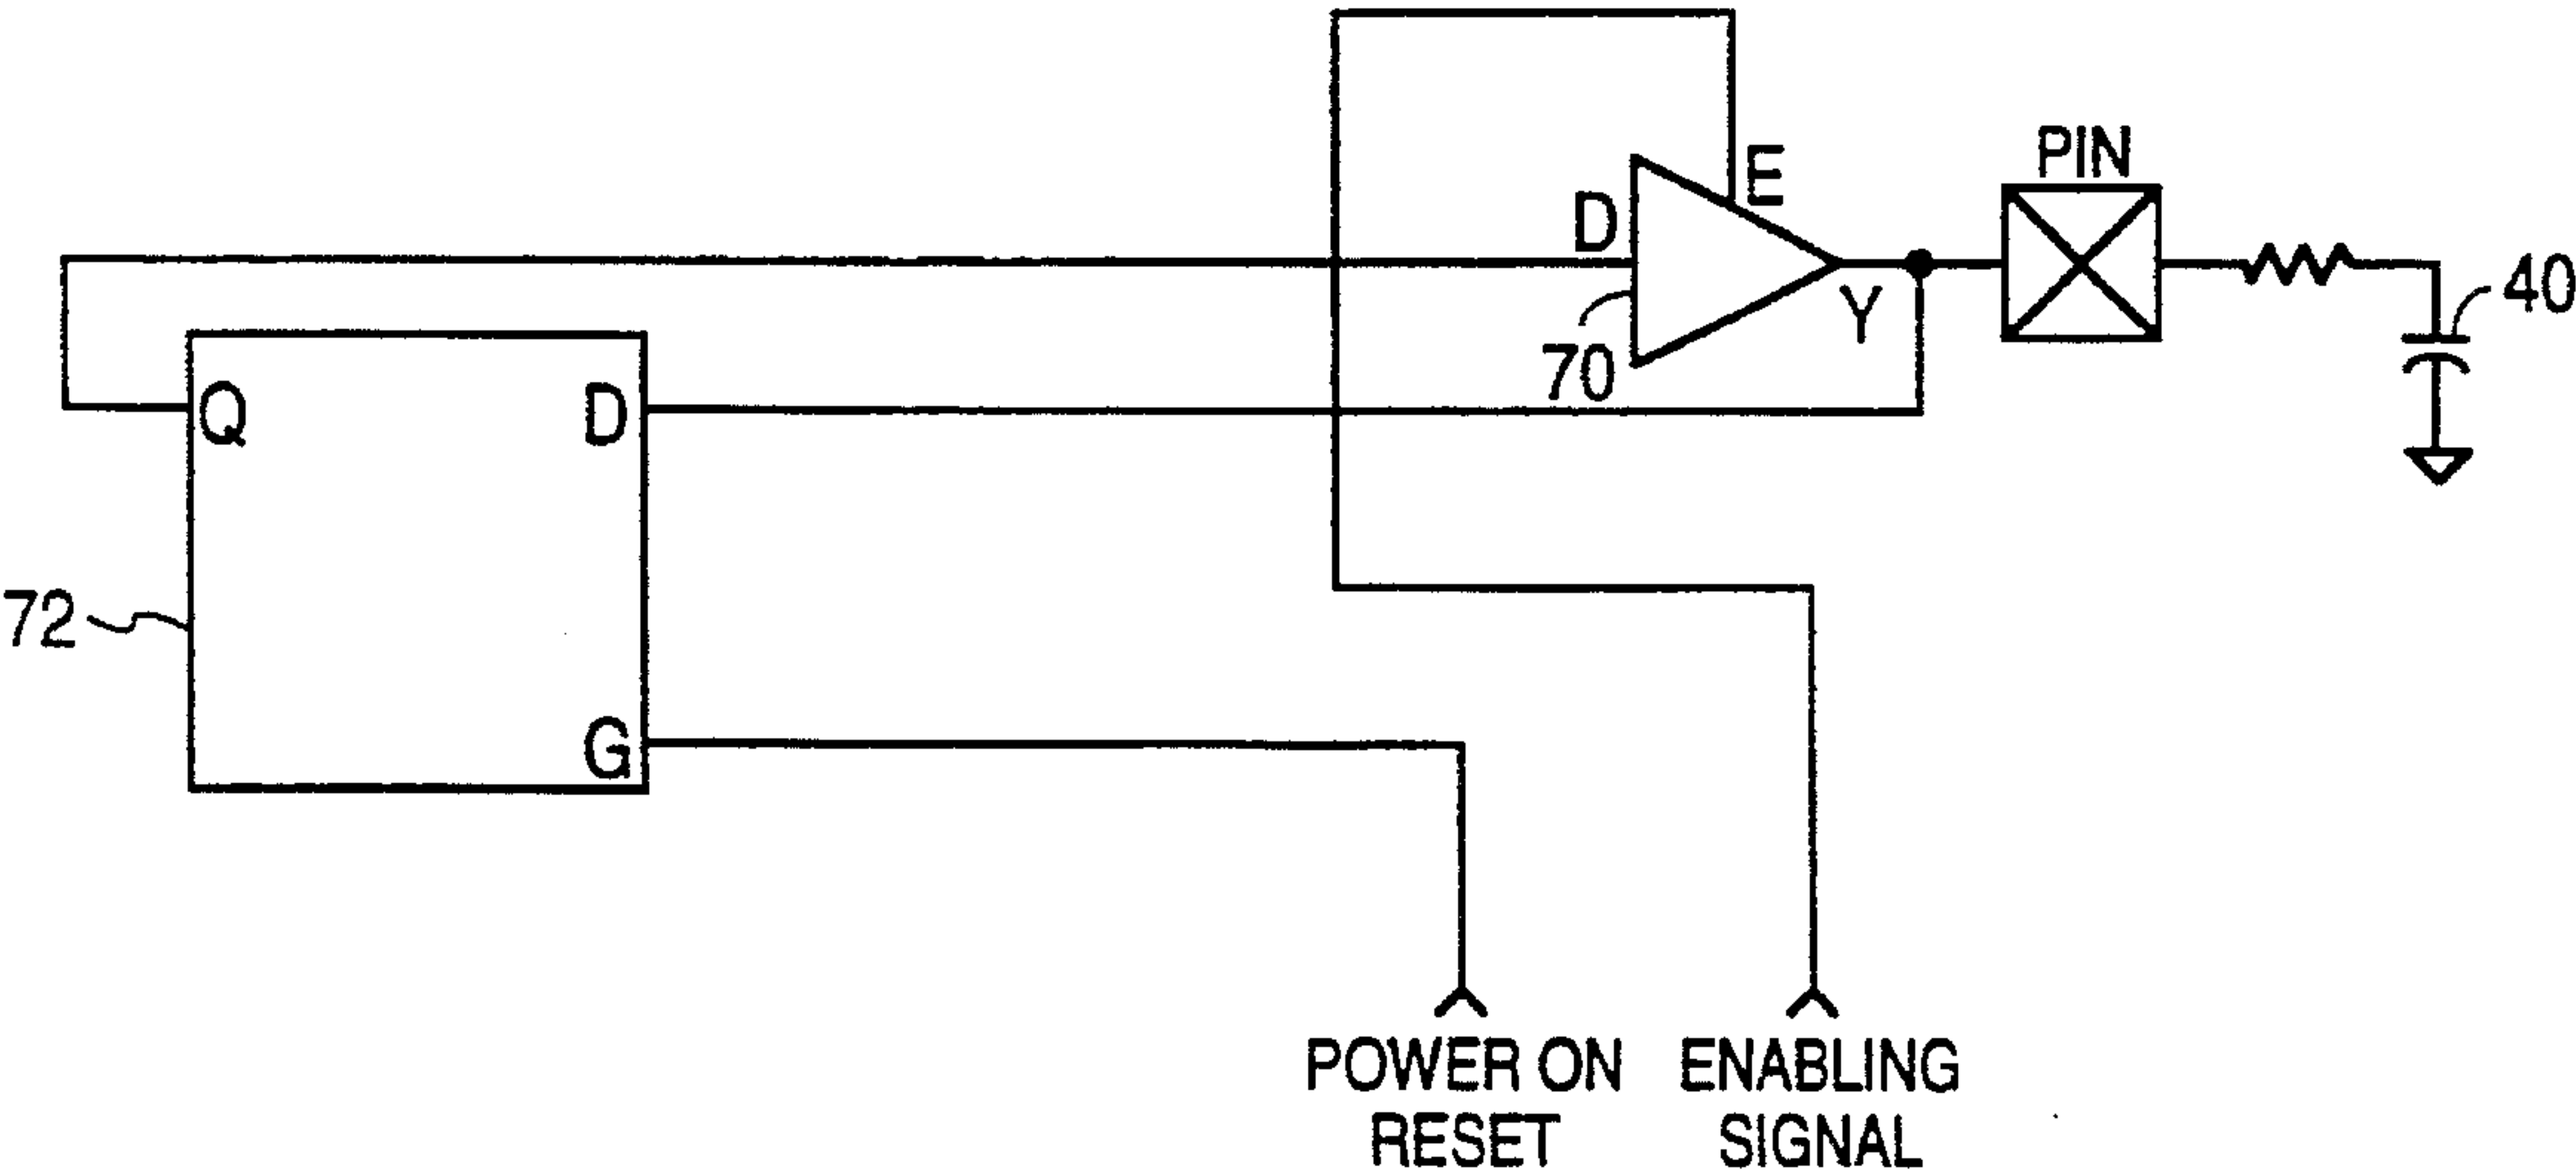 PIN
E
D
40
Y
70
Q
D
72
G
POWER ON
RESET
ENABLING
SIGNAL